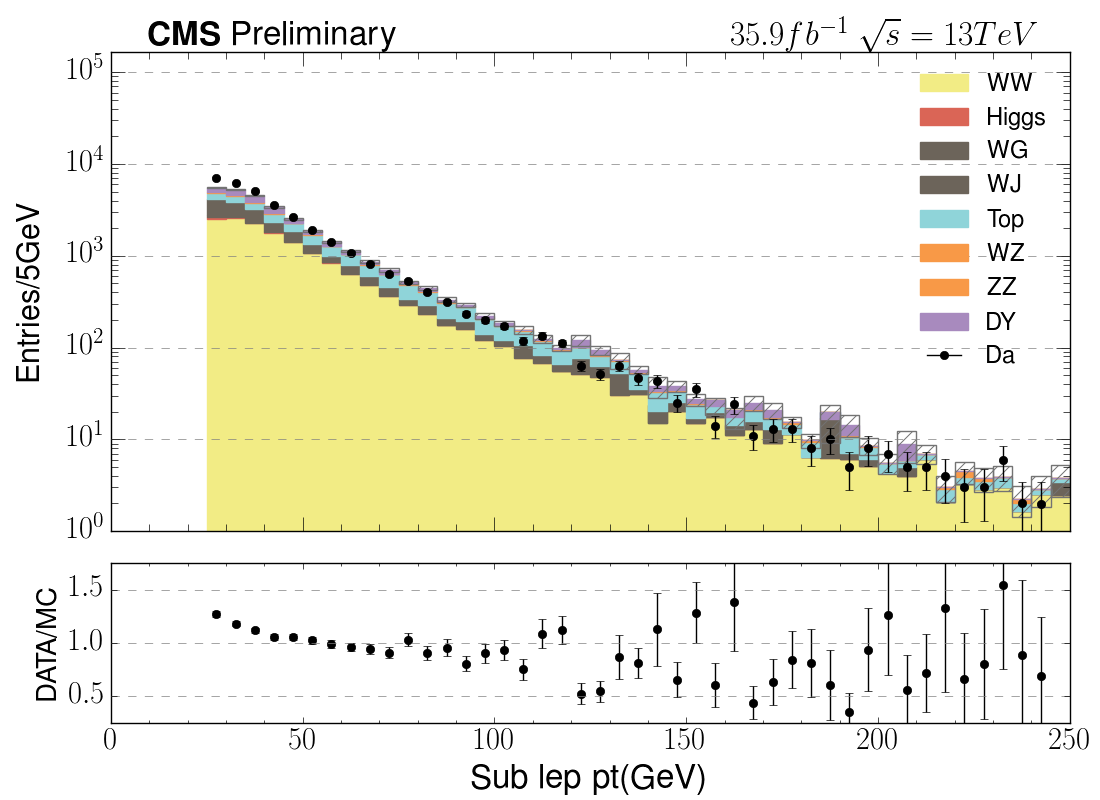 CMS Preliminary
35.9fb⁻¹ √s = 13TeV
Entries/5GeV
10⁵
10⁴
10³
10²
10¹
10⁰
WW
Higgs
WG
WJ
Top
WZ
ZZ
DY
Da
DATA/MC
1.5
1.0
0.5
0 50 100 150 200 250
Sub lep pt(GeV)